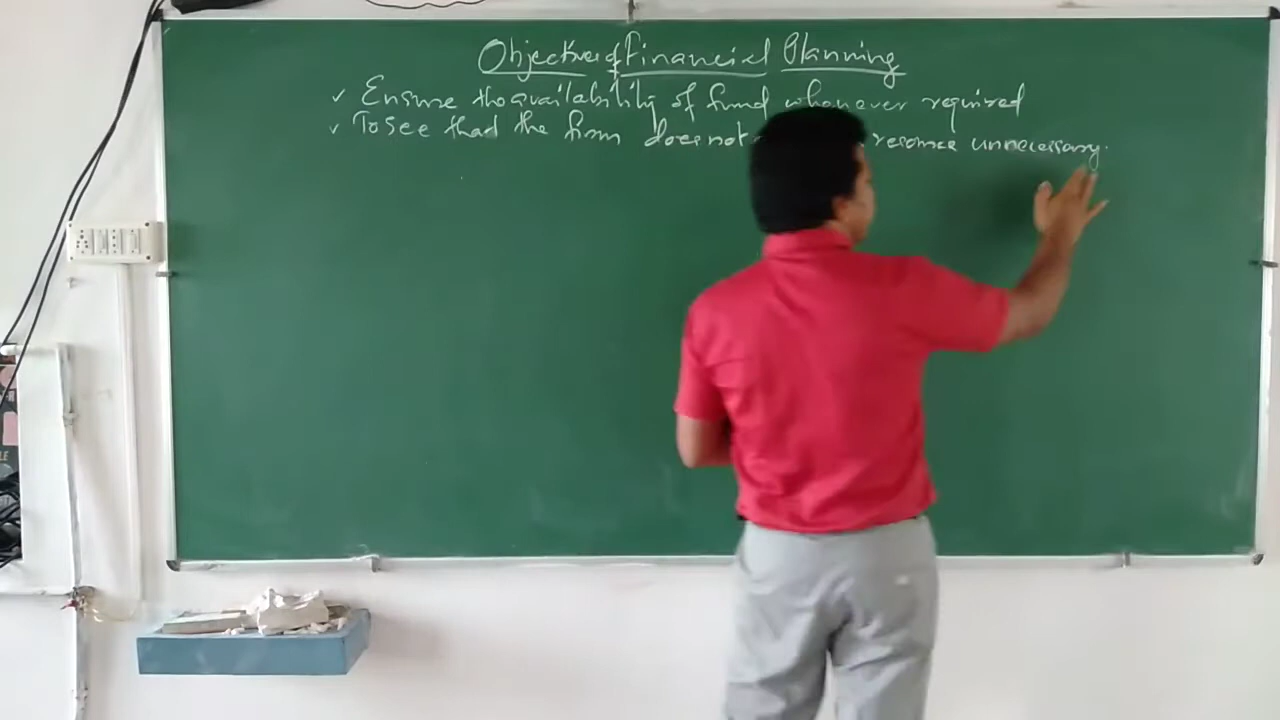 Objectives of Financial Planning
✓ Ensure the availability of fund whenever required
✓ To see thad the firm does not resource unnecessary.